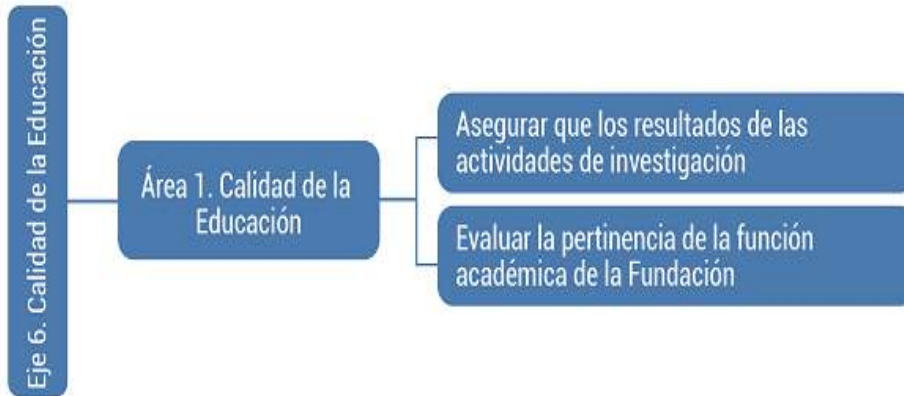 Eje 6. Calidad de la Educación
Área 1. Calidad de la
Educación
Asegurar que los resultados de las
actividades de investigación
Evaluar la pertinencia de la función
académica de la Fundación